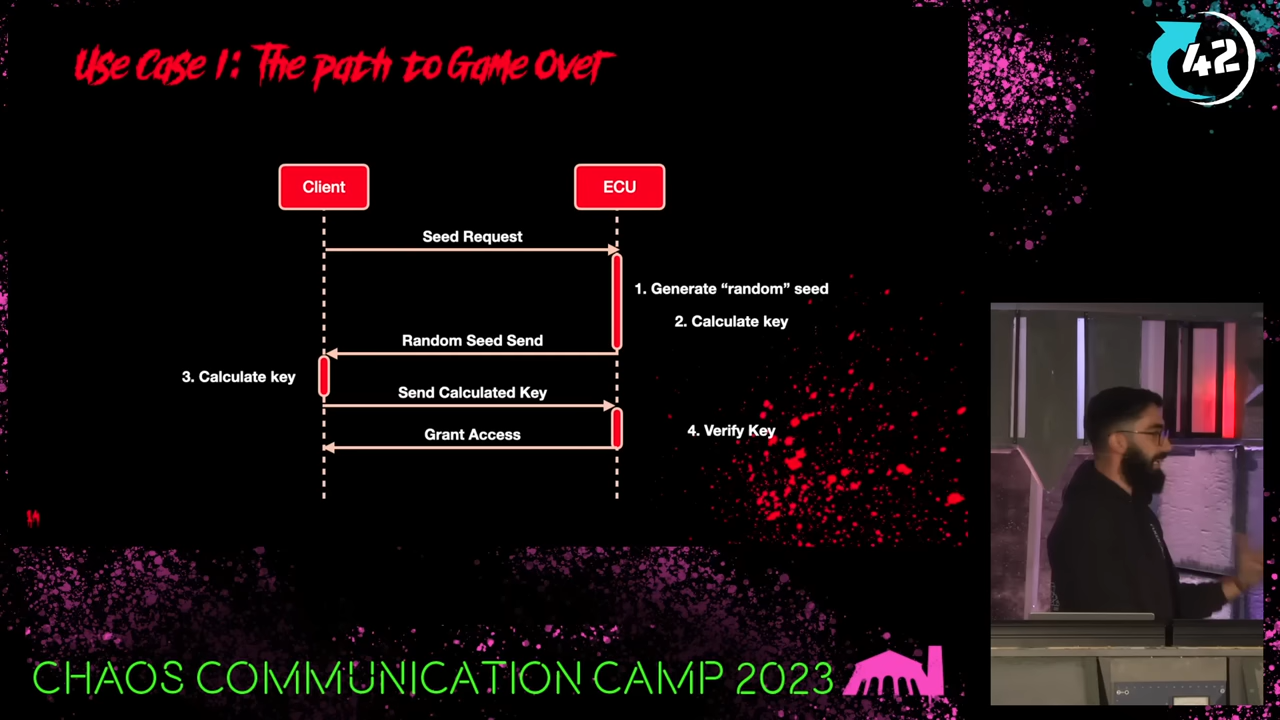 Use Case 1: The path to Game Over
42
Client
ECU
Seed Request
1. Generate “random” seed
2. Calculate key
Random Seed Send
3. Calculate key
Send Calculated Key
4. Verify Key
Grant Access
CHAOS COMMUNICATION CAMP 2023